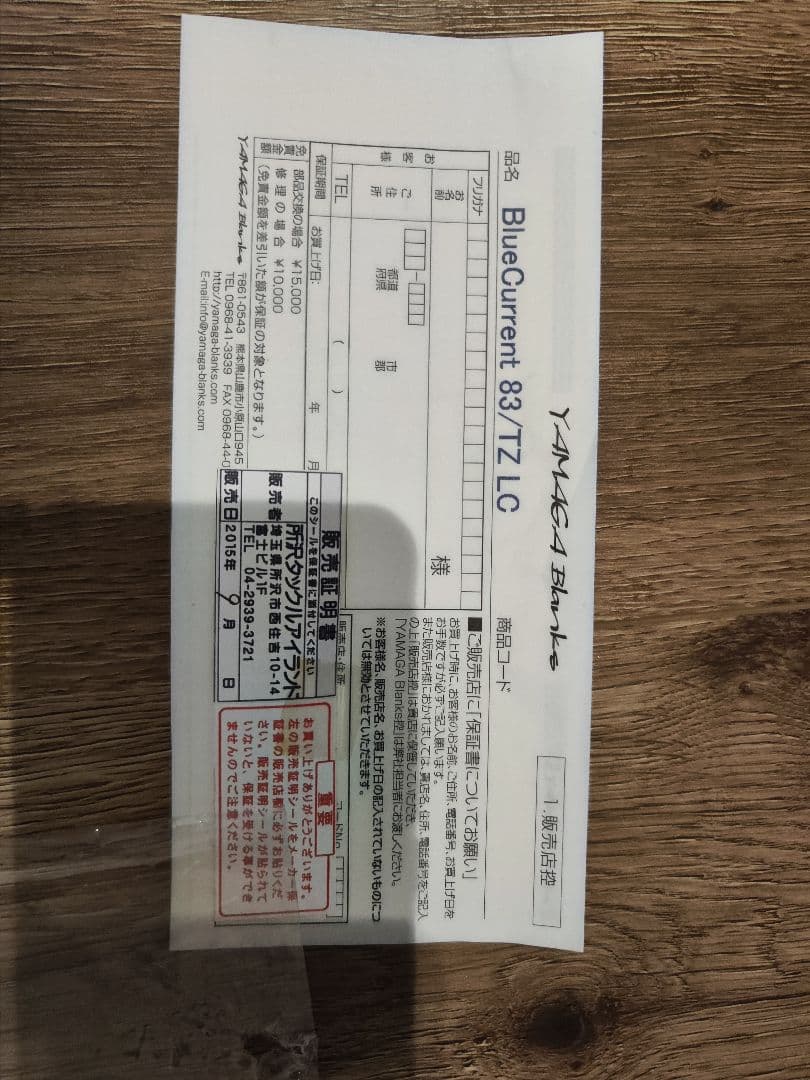 YAMAGA Blanks
1.販売店控
品名 BlueCurrent 83/TZ LC
商品コード
フリガナ
お名前
様
お客様
ご住所
都道府県
市郡
TEL ( )
保証期間 お買上げ日: 年 月
免責金額
部品交換の場合 ¥15,000
修理の場合 ¥10,000
(免責金額を差引いた額が保証の対象となります。)
YAMAGA Blanks
〒861-0543 熊本県山鹿市小原山口945
TEL 0968-41-3939 FAX 0968-44-0
http://yamaga-blanks.com
E-mail:info@yamaga-blanks.com
■ご販売店に「保証書についてお願い」
お買上げ時に、お客様のお名前、ご住所、電話番号、お買上げ日を
お手数ですが必ずご記入願います。
また販売店様におかれましては、貴店名、住所、電話番号をご記入
の上「販売店控」は貴店に保管していただき、
「YAMAGA Blanks控」は弊社担当者にお渡しください。
※お客様名、販売店名、お買上げ日の記入されていないものにつ
いては無効とさせていただきます。
販売店・住所
コードNo.
販売証明書
このシールを保証書に添付してください
販売者
所沢タックルアイランド
埼玉県所沢市西住吉10-14
富士ビル1F
TEL 04-2939-3721
販売日 2015年 9月 日
重要
お買い上げありがとうございます。
左の販売証明シールをメーカー保
証書の販売店欄に必ずお貼りくだ
さい。販売証明シールが貼られて
いないと、保証を受ける事ができ
ませんのでご注意ください。